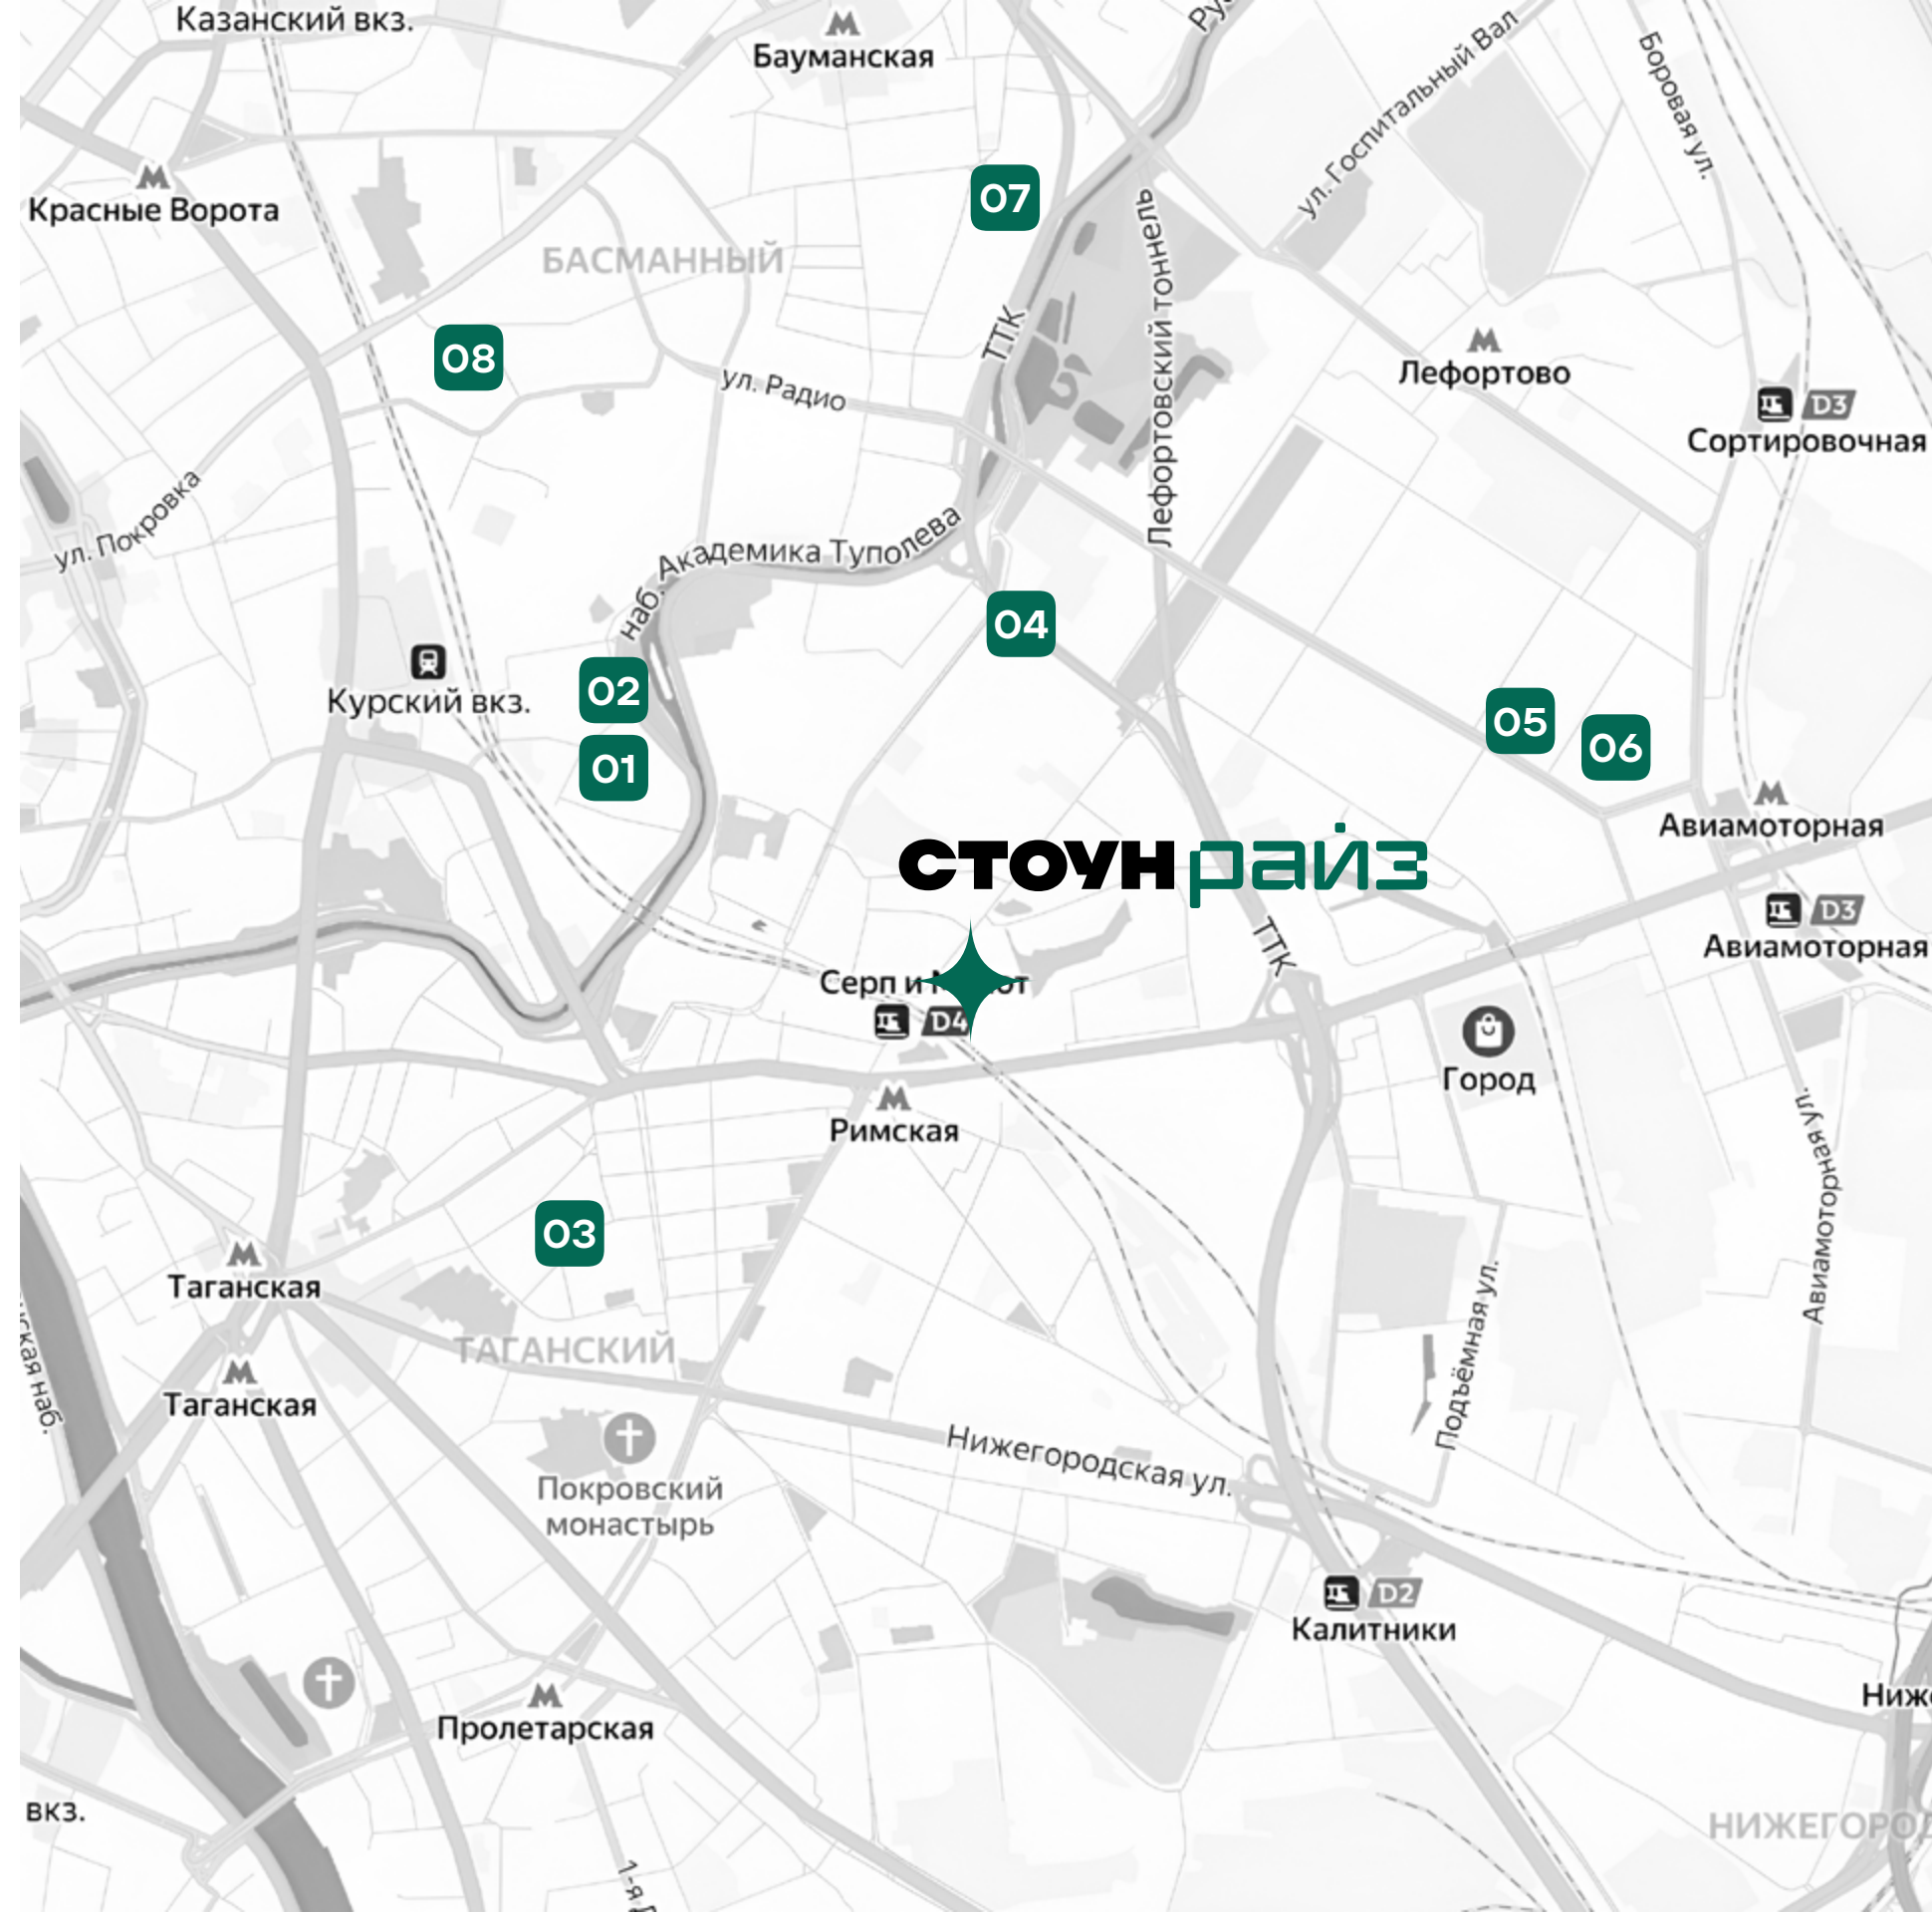 Казанский вкз.
Бауманская
ул. Госпитальный Вал
Боровая ул.
Красные Ворота
07
БАСМАННЫЙ
Лефортовский тоннель
ТТК
08
ул. Радио
Лефортово
D3
Сортировочная
ул. Покровка
наб. Академика Туполева
04
Курский вкз.
02
01
05
06
Авиамоторная
СТОУН райз
D3
Авиамоторная
ТТК
Серп и
D4
Город
Римская
Авиамоторная ул.
03
Таганская
ТАГАНСКИЙ
Таганская
Подъёмная ул.
Нижегородская ул.
Покровский
монастырь
D2
Калитники
Пролетарская
вкз.